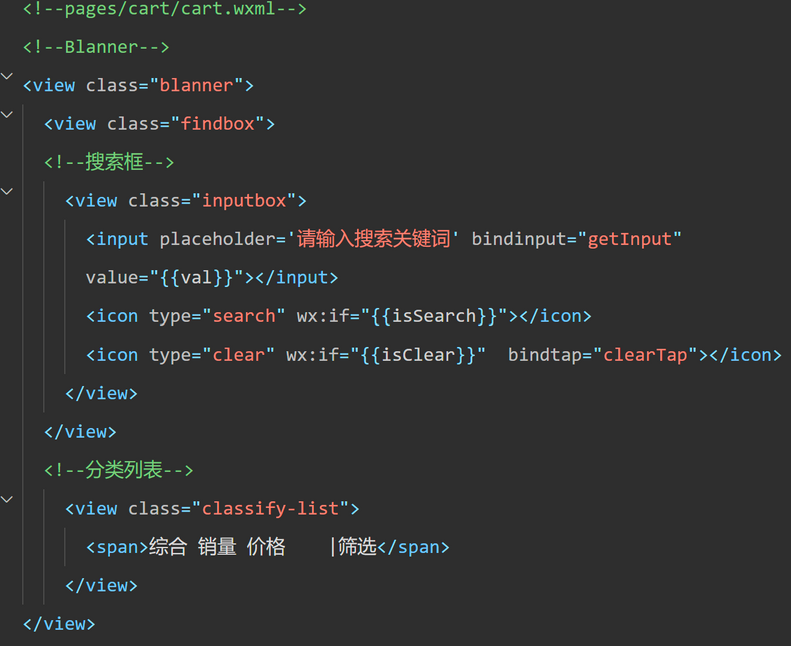 <!--pages/cart/cart.wxml-->
<!--Blanner-->
<view class="blanner">
<view class="findbox">
<!--搜索框-->
<view class="inputbox">
<input placeholder='请输入搜索关键词' bindinput="getInput"
value="{{val}}"></input>
<icon type="search" wx:if="{{isSearch}}"></icon>
<icon type="clear" wx:if="{{isClear}}"  bindtap="clearTap"></icon>
</view>
</view>
<!--分类列表-->
<view class="classify-list">
<span>综合 销量 价格    |筛选</span>
</view>
</view>